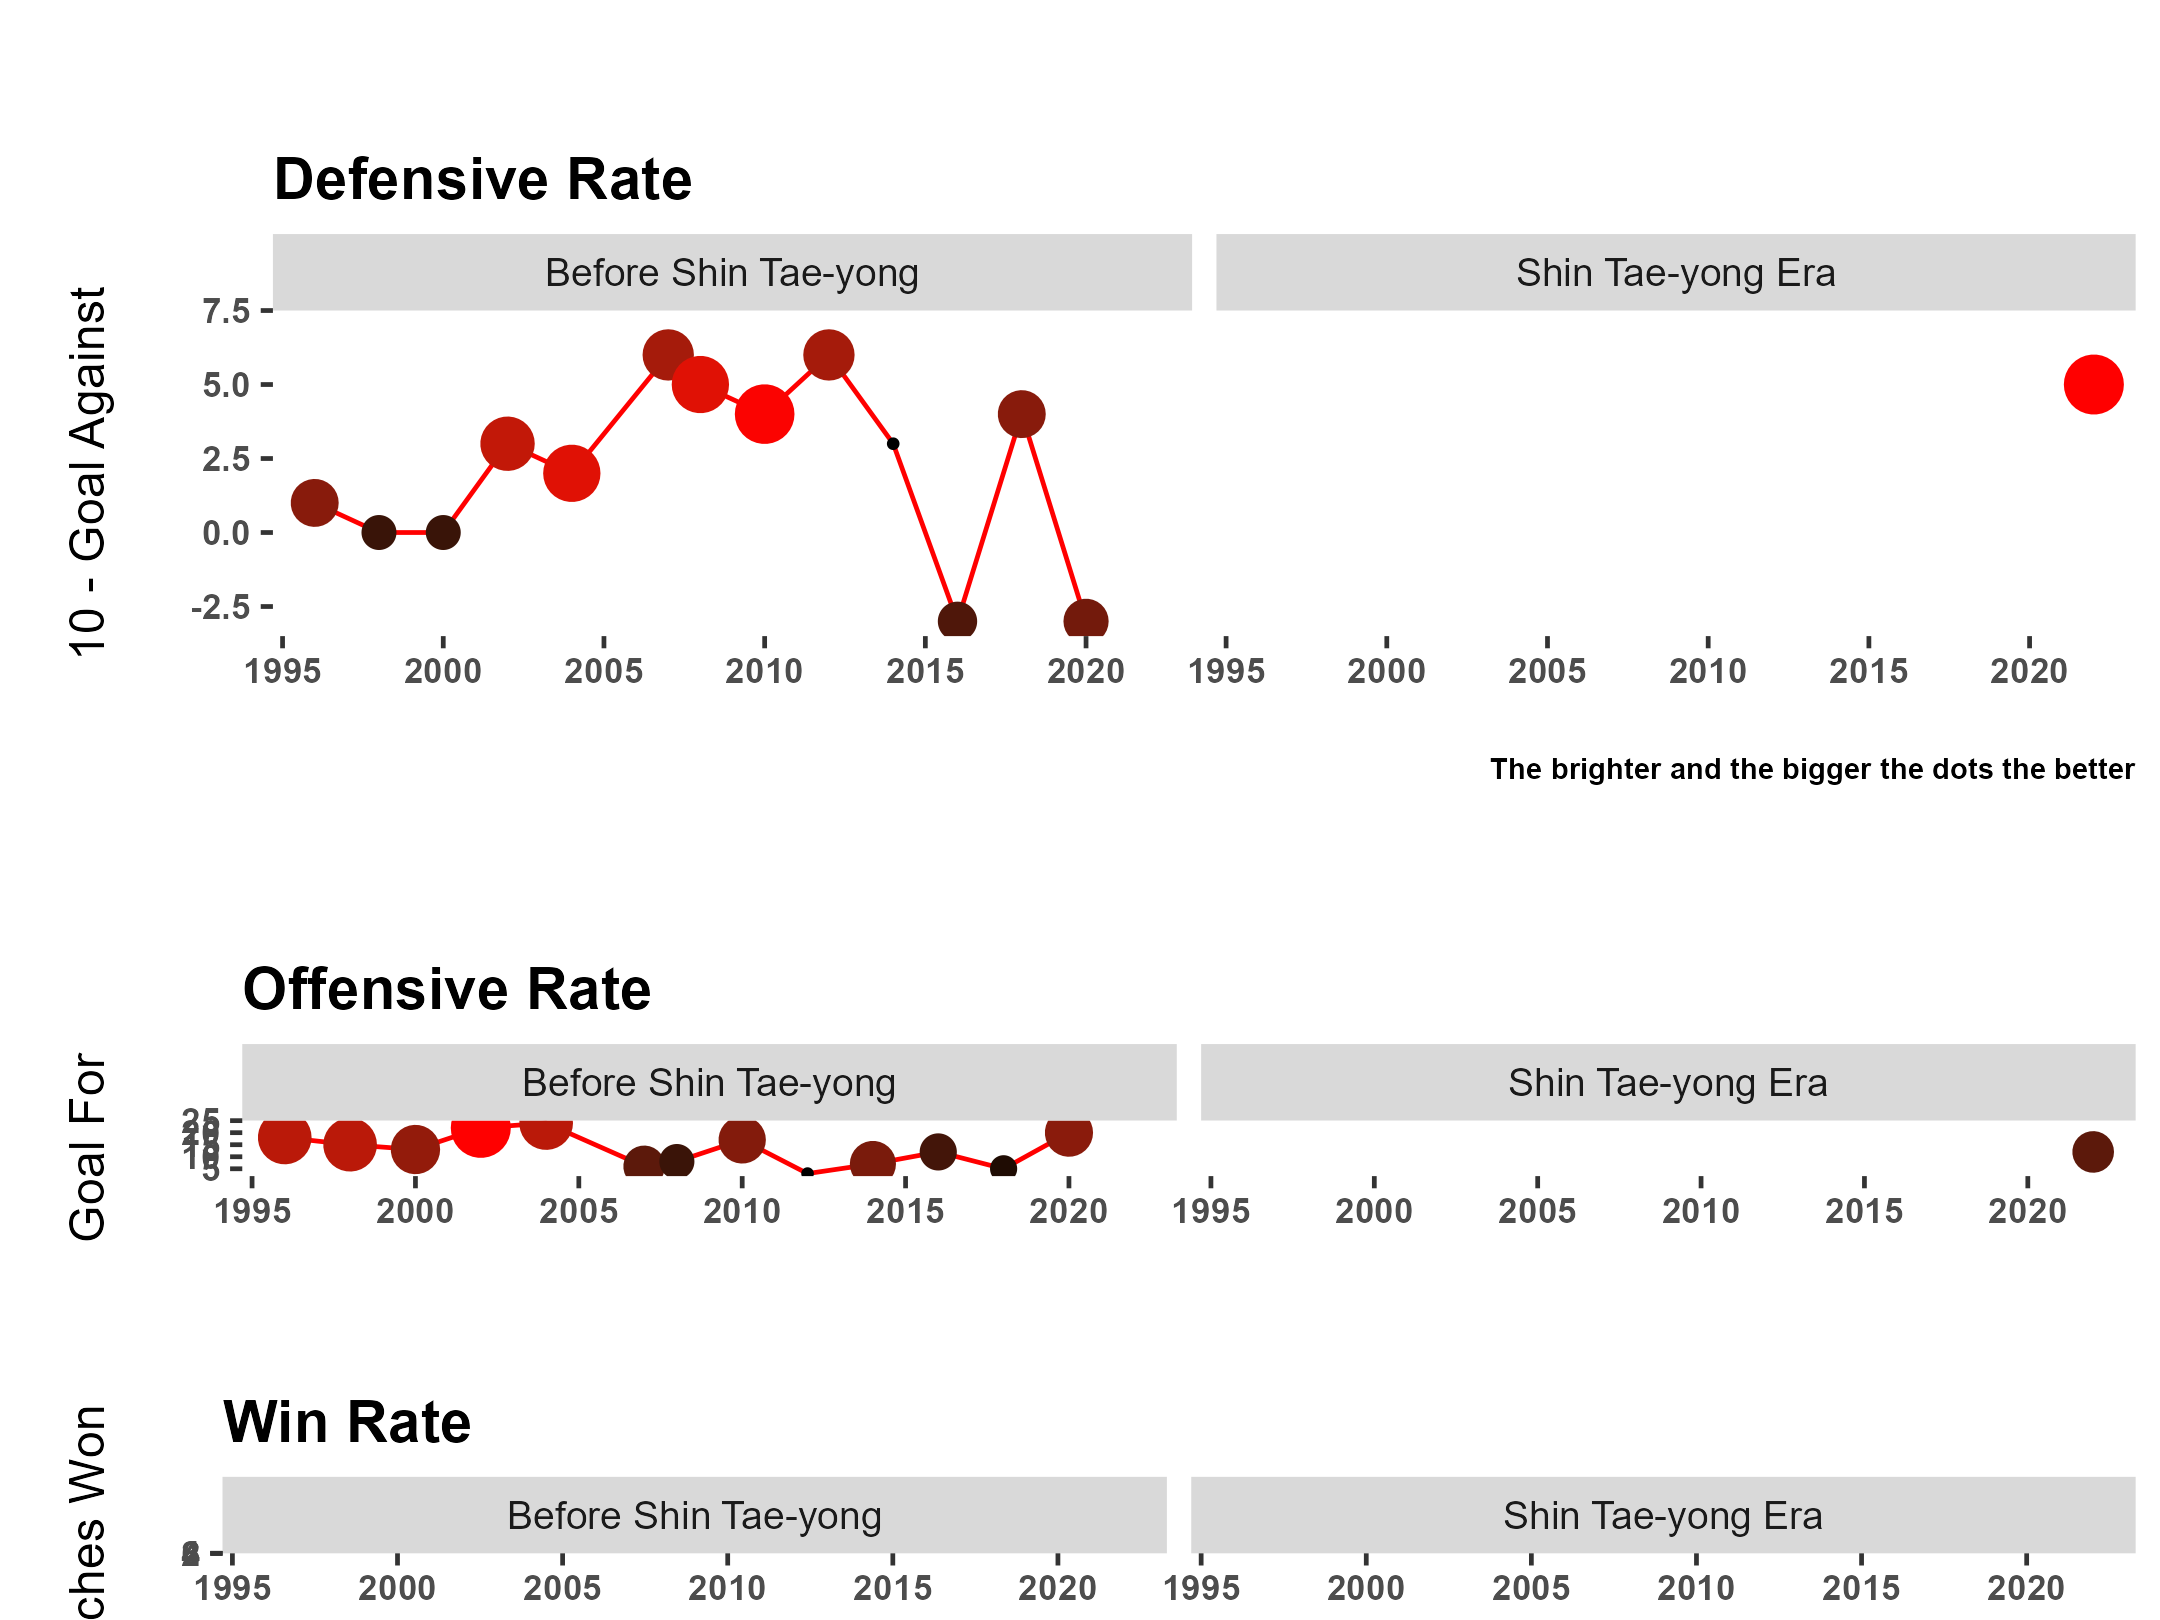 Defensive Rate
Before Shin Tae-yong
Shin Tae-yong Era
10 - Goal Against
7.5
5.0
2.5
0.0
-2.5
1995 2000 2005 2010 2015 2020 1995 2000 2005 2010 2015 2020
The brighter and the bigger the dots the better
Offensive Rate
Before Shin Tae-yong
Shin Tae-yong Era
Goal For
25
5
1995 2000 2005 2010 2015 2020 1995 2000 2005 2010 2015 2020
Win Rate
Before Shin Tae-yong
Shin Tae-yong Era
ches Won
1995 2000 2005 2010 2015 2020 1995 2000 2005 2010 2015 2020